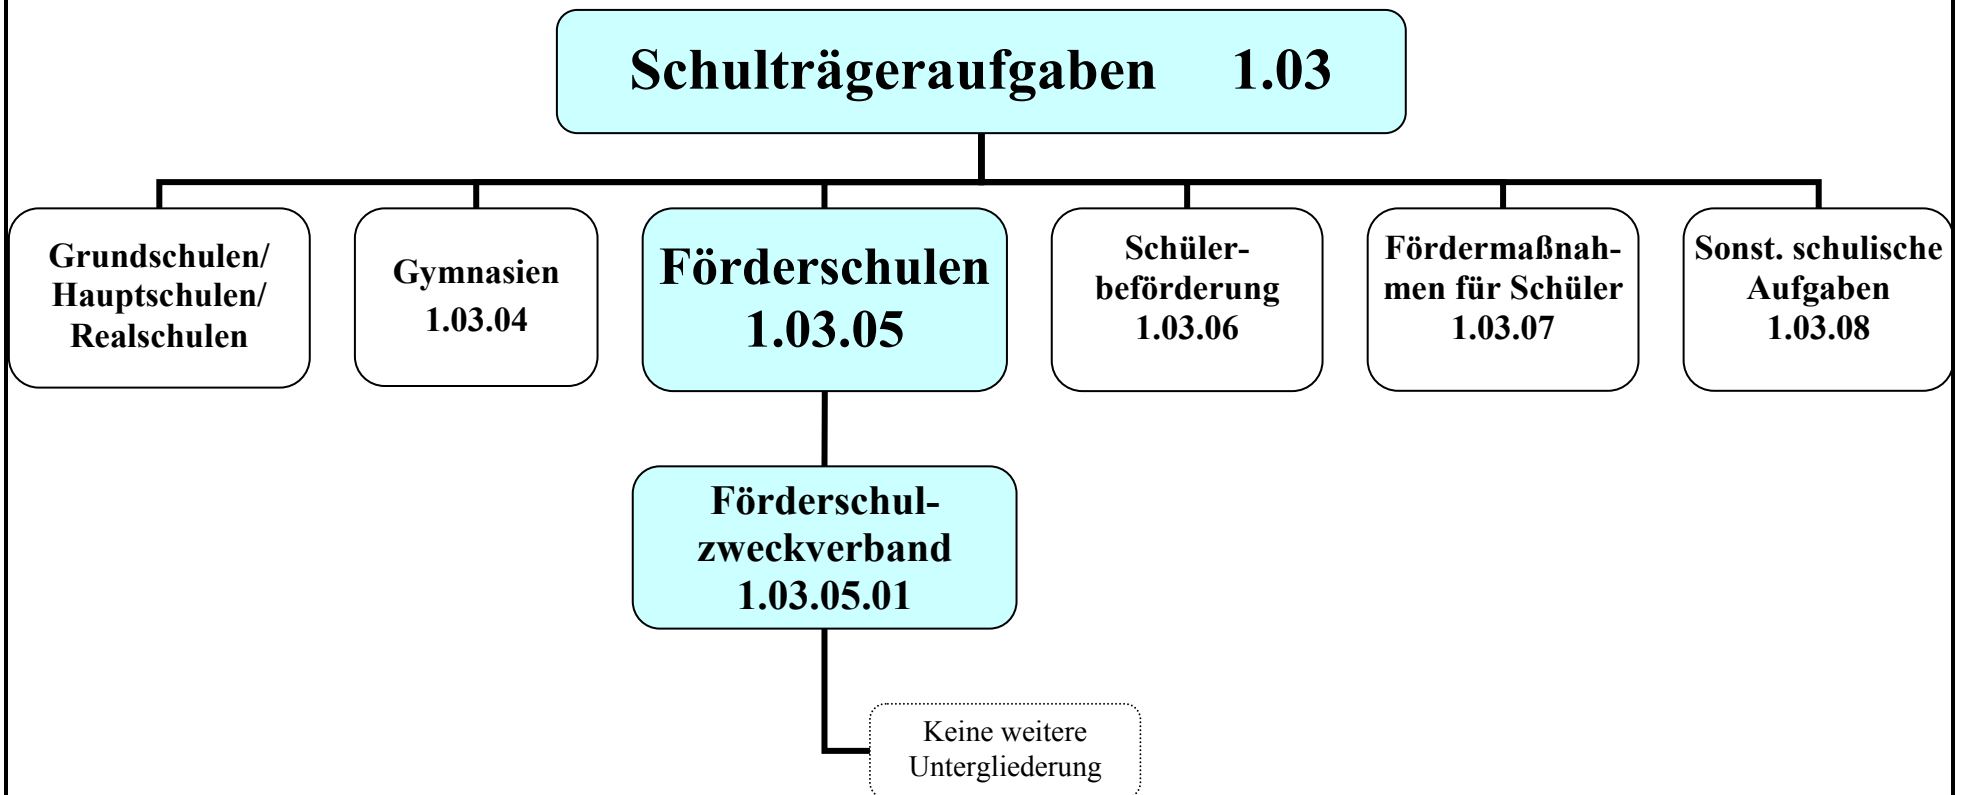 Schulträgeraufgaben 1.03
Grundschulen/
Hauptschulen/
Realschulen
Gymnasien
1.03.04
Förderschulen
1.03.05
Schüler-
beförderung
1.03.06
Fördermaßnah-
men für Schüler
1.03.07
Sonst. schulische
Aufgaben
1.03.08
Förderschul-
zweckverband
1.03.05.01
Keine weitere
Untergliederung